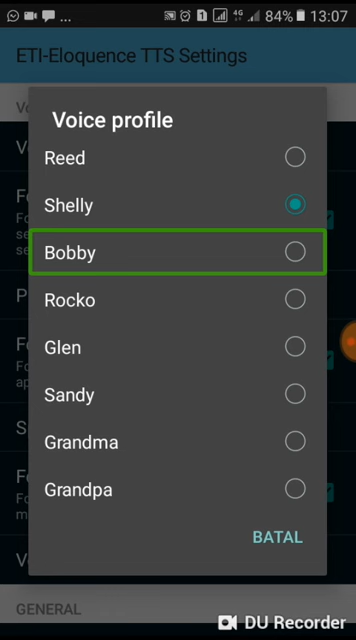 4G 84% 13:07
ETI-Eloquence TTS Settings
Voice profile
Reed
Shelly
Bobby
Rocko
Glen
Sandy
Grandma
Grandpa
BATAL
GENERAL
DU Recorder